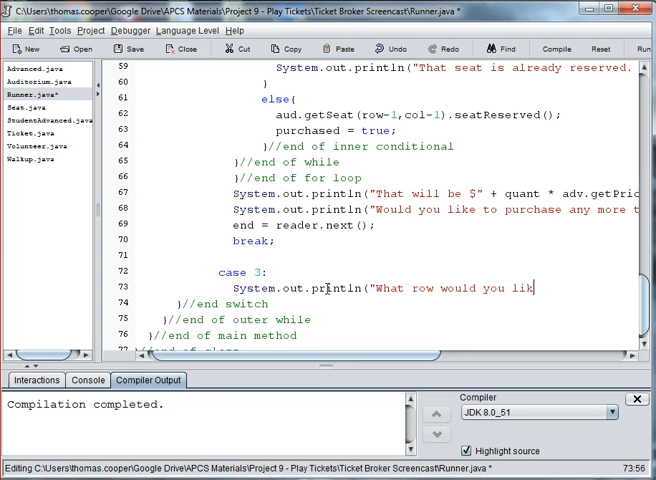 C:\Users\thomas.cooper\Google Drive\APCS Materials\Project 9 - Play Tickets\Ticket Broker Screencast\Runner.java *
File Edit Tools Project Debugger Language Level Help
New Open Save Close Cut Copy Paste Undo Redo Find Compile Reset Run
Advanced.java
Auditorium.java
Runner.java*
Seat.java
StudentAdvanced.java
Ticket.java
Volunteer.java
Walkup.java
59 System.out.println("That seat is already reserved.
60 }
61 else{
62 aud.getSeat(row-1,col-1).seatReserved();
63 purchased = true;
64 }//end of inner conditional
65 }//end of while
66 }//end of for loop
67 System.out.println("That will be $" + quant * adv.getPric
68 System.out.println("Would you like to purchase any more t
69 end = reader.next();
70 break;
71
72 case 3:
73 System.out.println("What row would you lik
74 }//end switch
75 }//end of outer while
76 }//end of main method
77 }//end of class
Interactions Console Compiler Output
Compilation completed.
Compiler
JDK 8.0_51
Highlight source
Editing C:\Users\thomas.cooper\Google Drive\APCS Materials\Project 9 - Play Tickets\Ticket Broker Screencast\Runner.java *
73:56